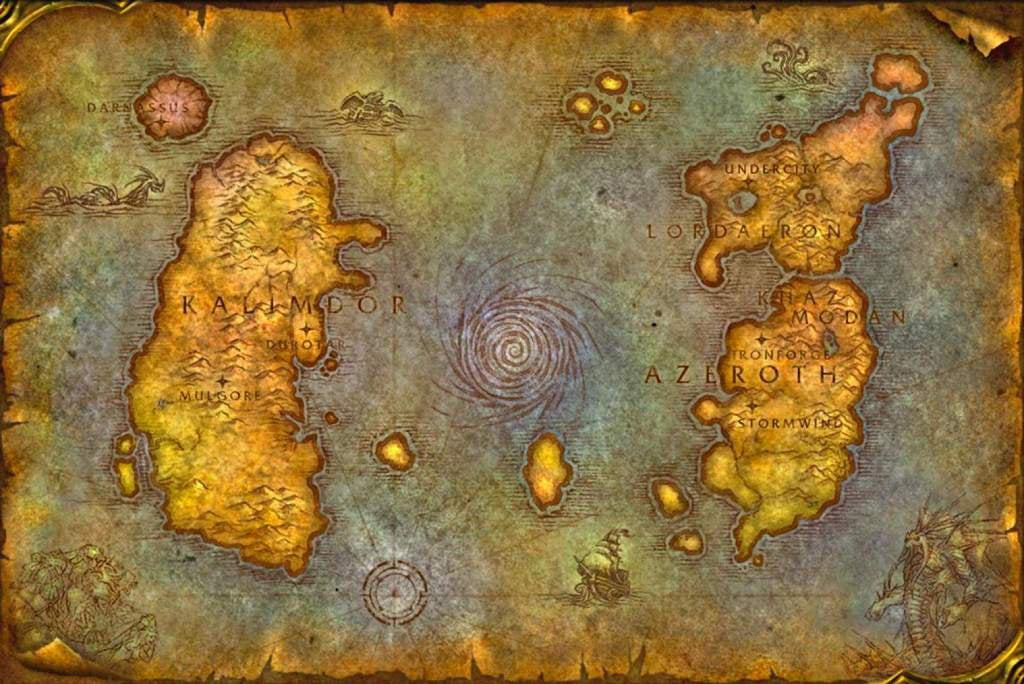 DARNASSUS
UNDERCITY
LORDAERON
KALIMDOR
KHAZ
MODAN
DUROTAR
IRONFORGE
AZEROTH
MULGORE
STORMWIND